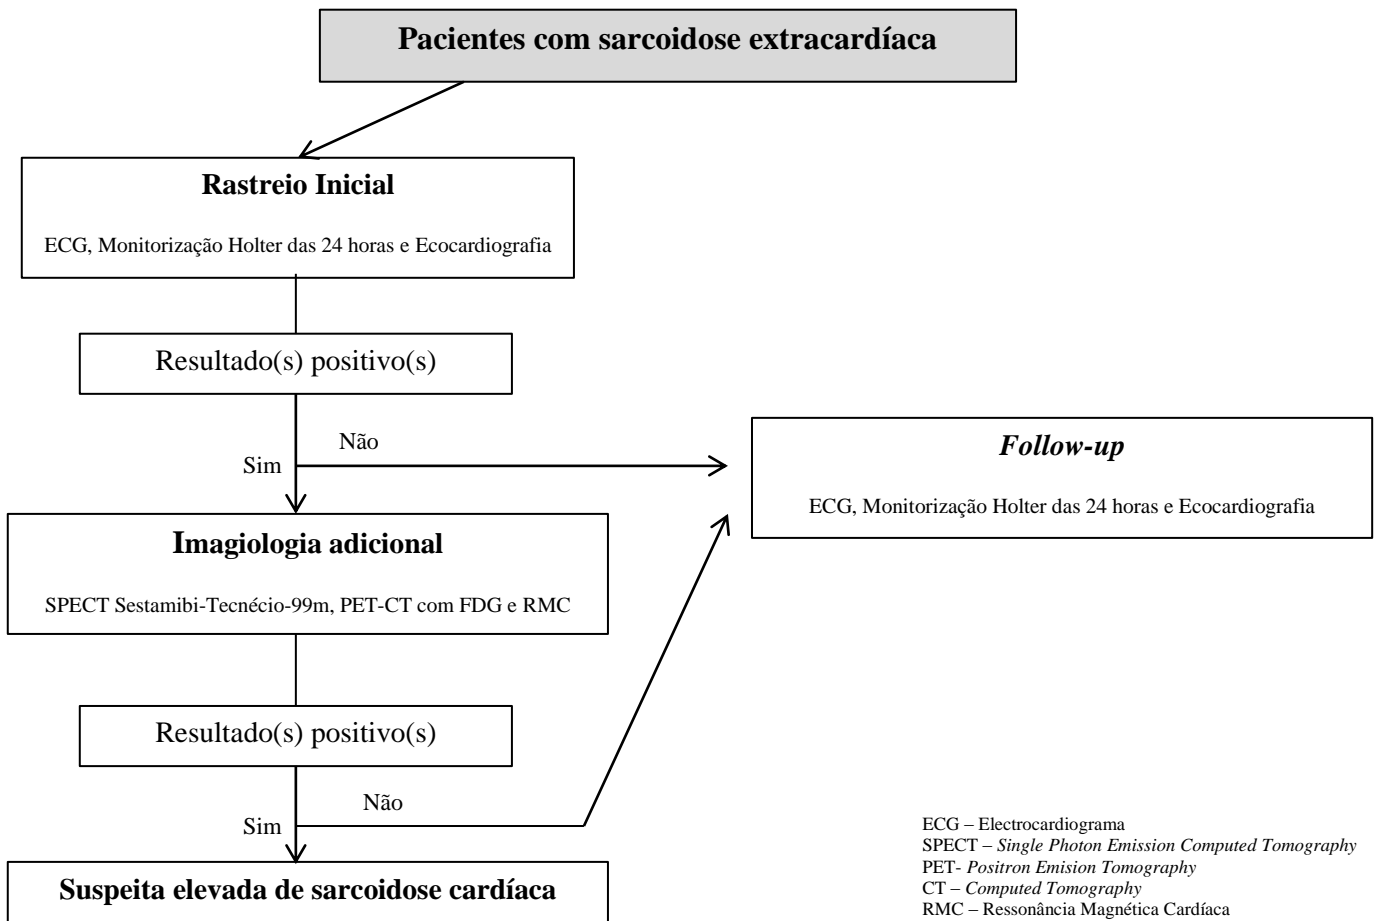 Pacientes com sarcoidose extracardíaca
Rastreio Inicial
ECG, Monitorização Holter das 24 horas e Ecocardiografia
Resultado(s) positivo(s)
Não
Sim
Follow-up
ECG, Monitorização Holter das 24 horas e Ecocardiografia
Imagiologia adicional
SPECT Sestamibi-Tecnécio-99m, PET-CT com FDG e RMC
Resultado(s) positivo(s)
Não
Sim
Suspeita elevada de sarcoidose cardíaca
ECG – Electrocardiograma
SPECT – Single Photon Emission Computed Tomography
PET- Positron Emision Tomography
CT – Computed Tomography
RMC – Ressonância Magnética Cardíaca